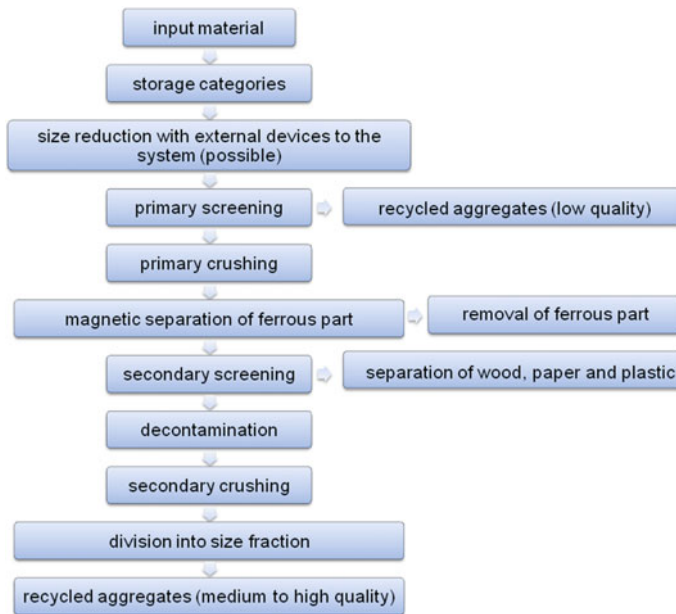 input material
storage categories
size reduction with external devices to the
system (possible)
primary screening
recycled aggregates (low quality)
primary crushing
magnetic separation of ferrous part
removal of ferrous part
secondary screening
separation of wood, paper and plastic
decontamination
secondary crushing
division into size fraction
recycled aggregates (medium to high quality)